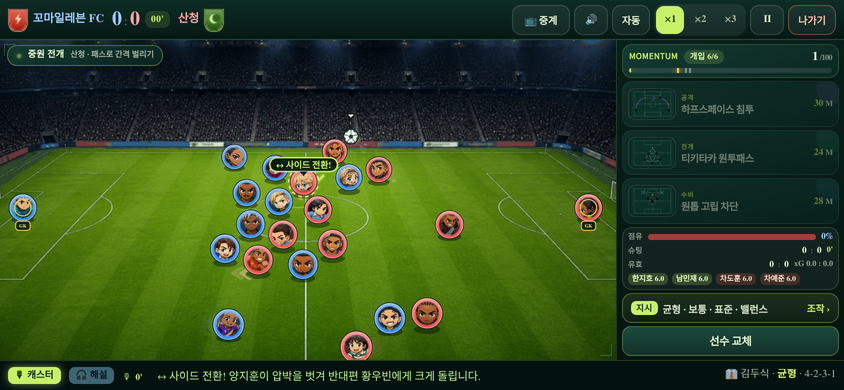 꼬마일레븐 FC 0 : 0 00' 산청
📺 중계 🔊 자동 ×1 ×2 ×3 II 나가기
중원 전개 산청 · 패스로 간격 벌리기
↔ 사이드 전환!
GK
GK
MOMENTUM 개입 6/6 1 /100
공격
하프스페이스 침투 30 M
전개
티키타카 원투패스 24 M
수비
원톱 고립 차단 28 M
점유 0%
슈팅 0 : 0 0'
유효 0 : 0 xG 0.0 : 0.0
한지호 6.0 남민재 6.0 차도훈 6.0 차예준 6.0
지시 균형 · 보통 · 표준 · 밸런스 조작 ›
선수 교체
🎙 캐스터 🎧 해설 🎙 0' ↔ 사이드 전환! 양지훈이 압박을 벗겨 반대편 황우빈에게 크게 돌립니다.
👔 김두식 · 균형 · 4-2-3-1